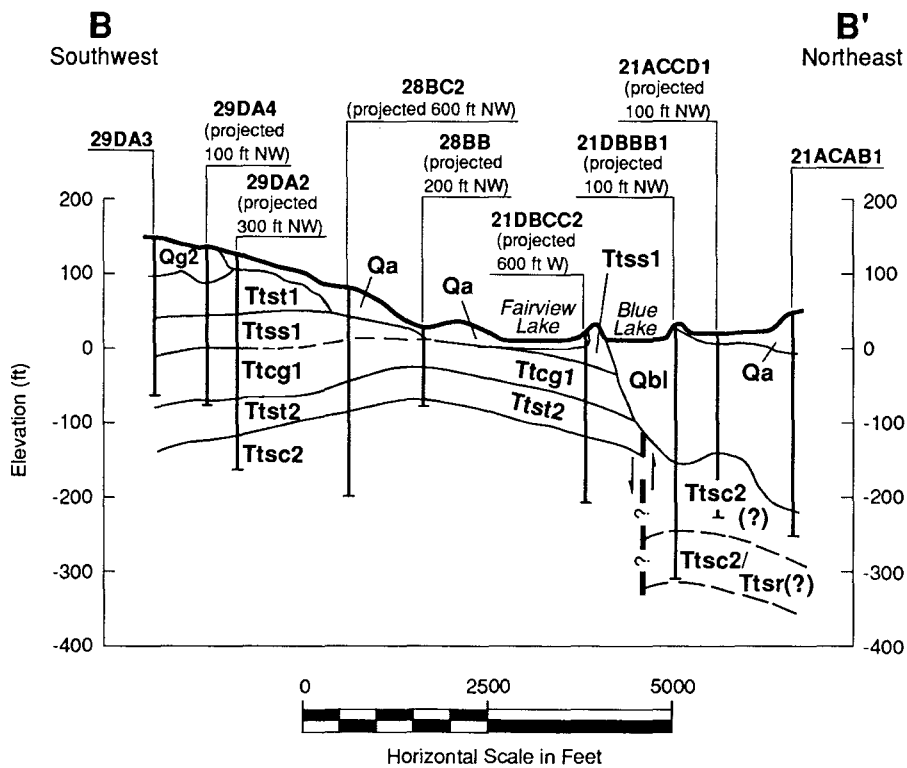 B
Southwest
B'
Northeast
29DA3
29DA4
(projected
100 ft NW)
29DA2
(projected
300 ft NW)
28BC2
(projected 600 ft NW)
28BB
(projected
200 ft NW)
21DBCC2
(projected
600 ft W)
21DBBB1
(projected
100 ft NW)
21ACCD1
(projected
100 ft NW)
21ACAB1
Elevation (ft)
200
100
0
-100
-200
-300
-400
200
100
0
-100
-200
-300
-400
Qg2
Ttst1
Ttss1
Ttcg1
Ttst2
Ttsc2
Qa
Qa
Fairview
Lake
Ttss1
Blue
Lake
Ttcg1
Ttst2
Qbl
Qa
Ttsc2
(?)
Ttsc2/
Ttsr(?)
?
?
0
2500
5000
Horizontal Scale in Feet